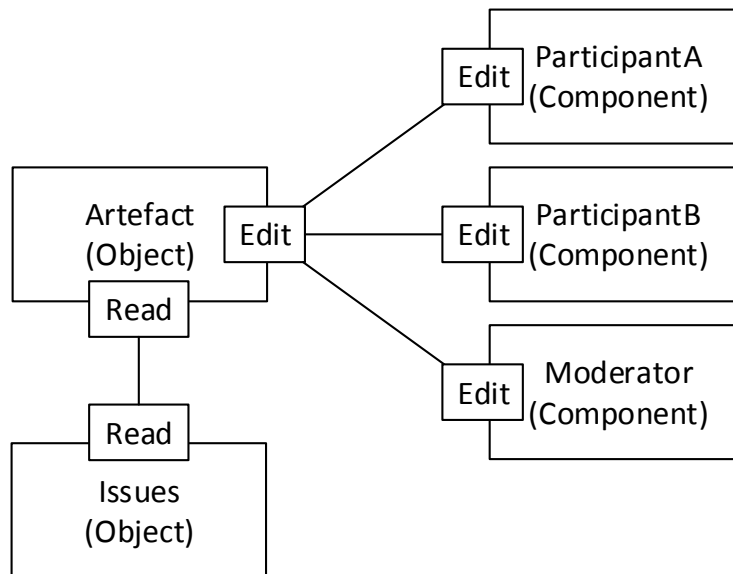 ParticipantA
(Component)
Edit
Artefact
(Object)
Edit
Read
Edit
ParticipantB
(Component)
Edit
Moderator
(Component)
Read
Issues
(Object)